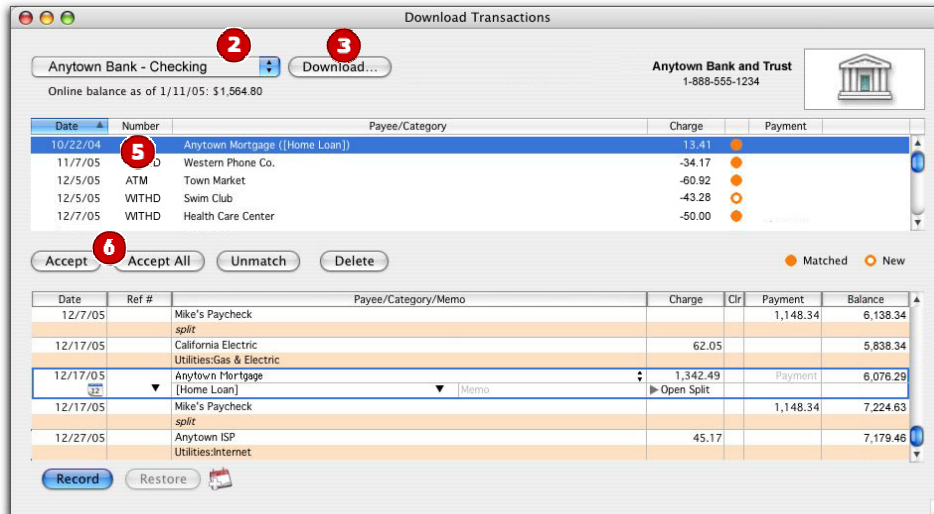 Download Transactions
2 3
Anytown Bank - Checking Download... Anytown Bank and Trust
1-888-555-1234
Online balance as of 1/11/05: $1,564.80
Date Number Payee/Category Charge Payment
10/22/04 5 Anytown Mortgage ([Home Loan]) 13.41
11/7/05 D Western Phone Co. -34.17
12/5/05 ATM Town Market -60.92
12/5/05 WITHD Swim Club -43.28
12/7/05 WITHD Health Care Center -50.00
6
Accept Accept All Unmatch Delete Matched New
Date Ref # Payee/Category/Memo Charge Clr Payment Balance
12/7/05 Mike's Paycheck 1,148.34 6,138.34
split
12/17/05 California Electric 62.05 5,838.34
Utilities:Gas & Electric
12/17/05 Anytown Mortgage 1,342.49 Payment 6,076.29
12 [Home Loan] Memo Open Split
12/17/05 Mike's Paycheck 1,148.34 7,224.63
split
12/27/05 Anytown ISP 45.17 7,179.46
Utilities:Internet
Record Restore